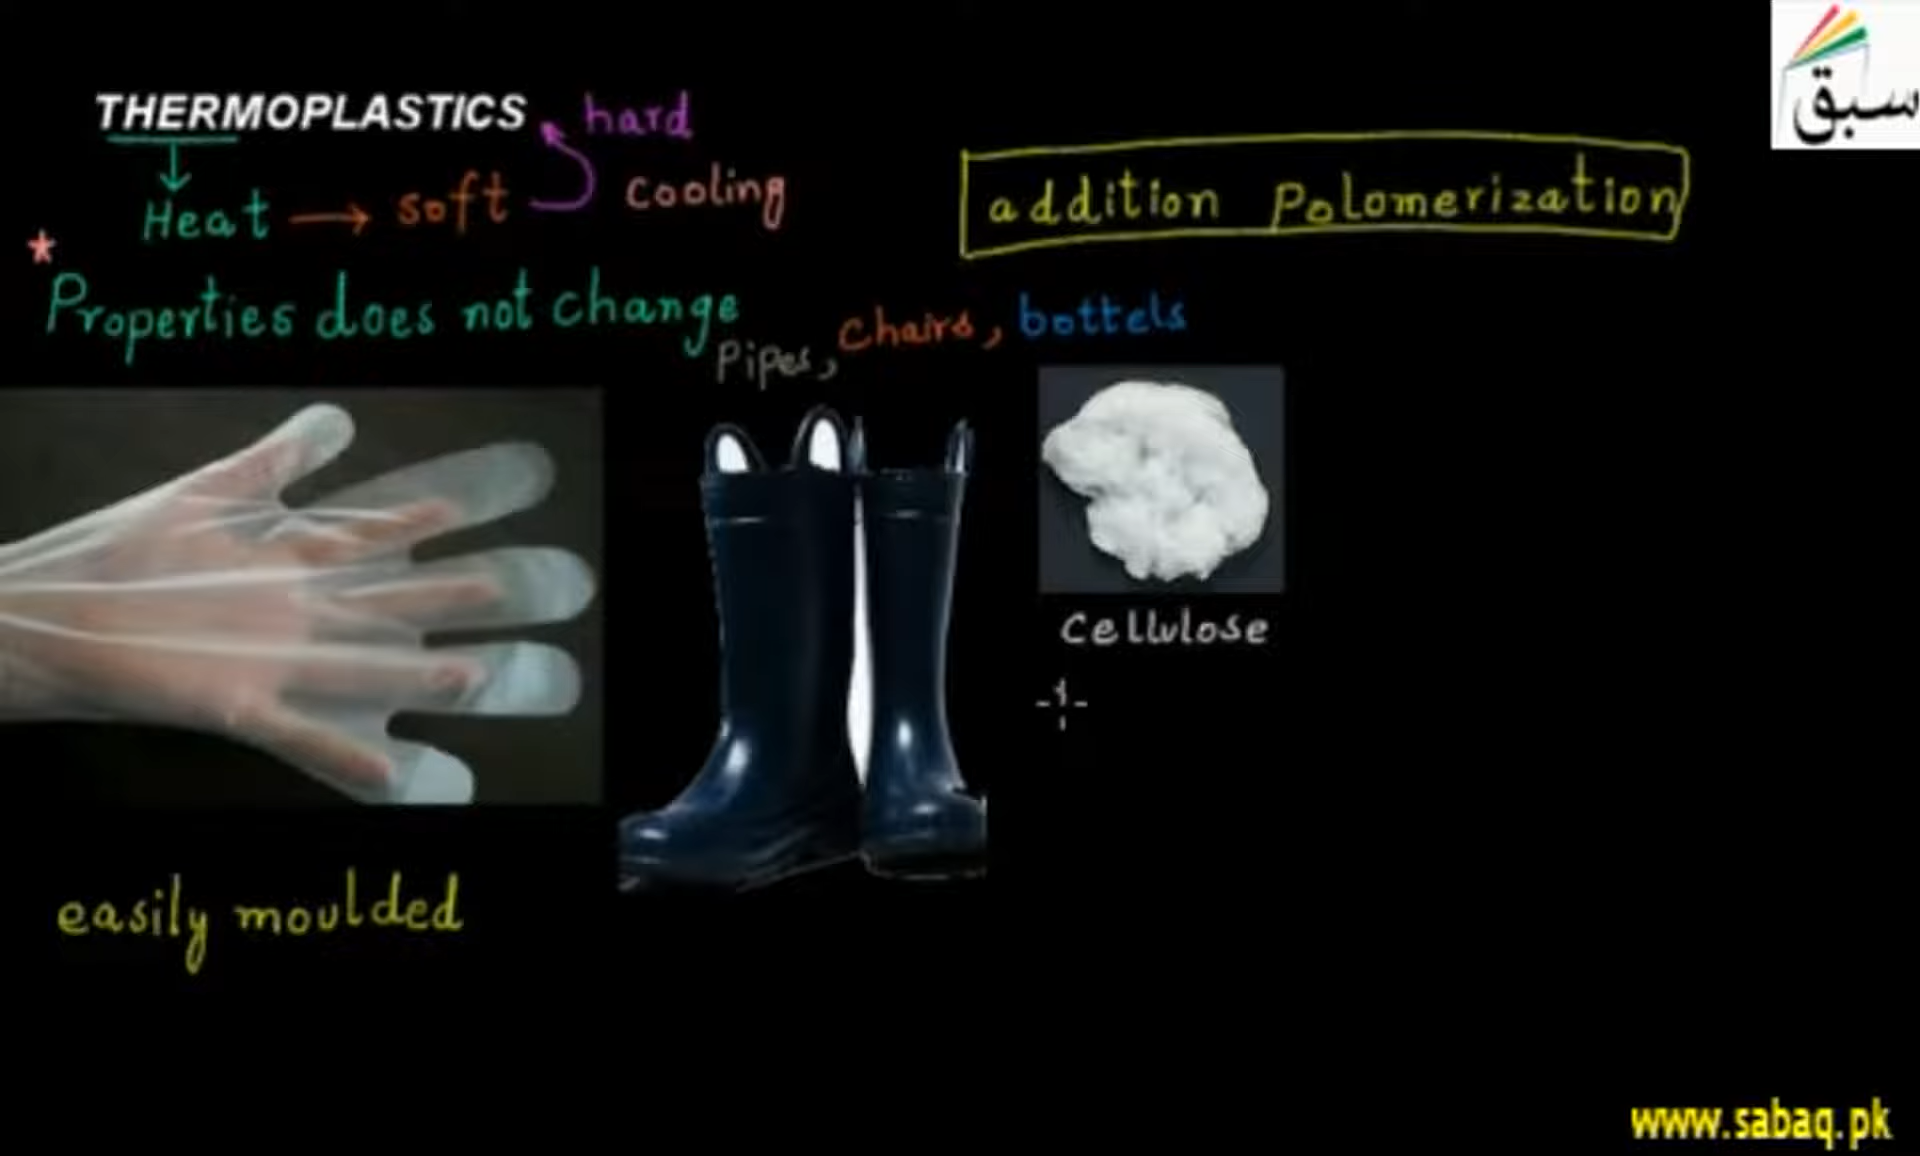 سبق
THERMOPLASTICS hard
Heat → soft cooling
addition Polomerization
* Properties does not change
Pipes, chairs, bottels
cellulose
easily moulded
www.sabaq.pk